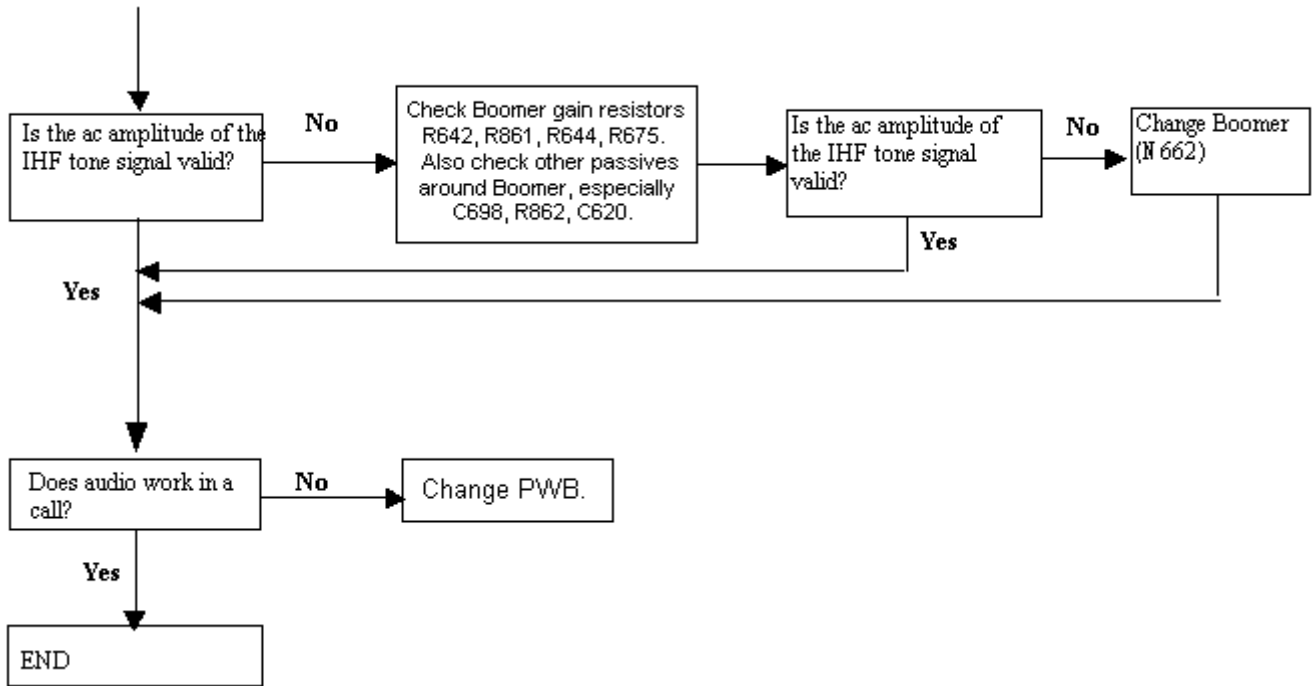 Is the ac amplitude of the
IHF tone signal valid?
No
Check Boomer gain resistors
R642, R861, R644, R675.
Also check other passives
around Boomer, especially
C698, R862, C620.
Is the ac amplitude of
the IHF tone signal
valid?
No
Change Boomer
(N662)
Yes
Yes
Does audio work in a
call?
No
Change PWB.
Yes
END